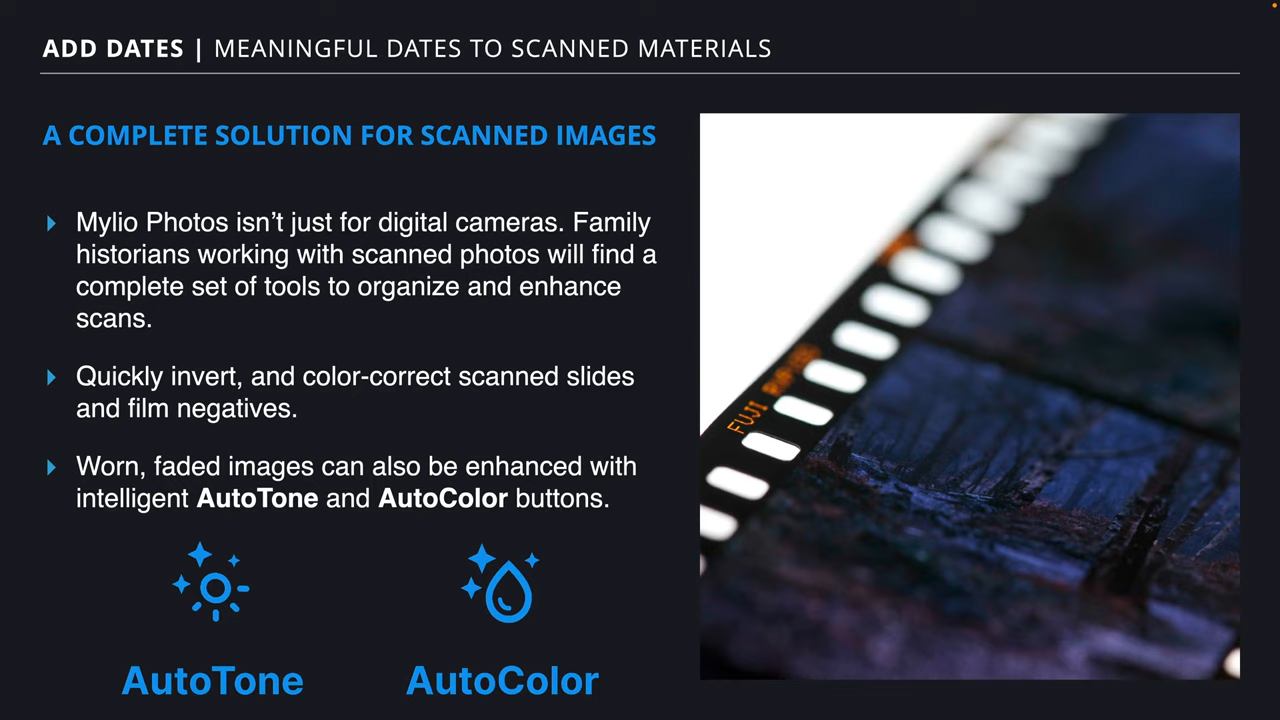 ADD DATES | MEANINGFUL DATES TO SCANNED MATERIALS
A COMPLETE SOLUTION FOR SCANNED IMAGES
Mylio Photos isn’t just for digital cameras. Family
historians working with scanned photos will find a
complete set of tools to organize and enhance
scans.
Quickly invert, and color-correct scanned slides
and film negatives.
Worn, faded images can also be enhanced with
intelligent AutoTone and AutoColor buttons.
AutoTone
AutoColor
FUJI